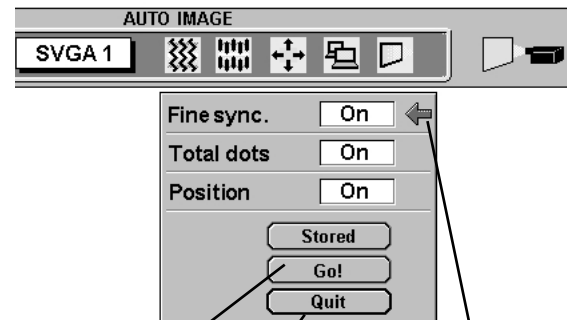 AUTO IMAGE
SVGA 1
Fine sync. On
Total dots On
Position On
Stored
Go!
Quit